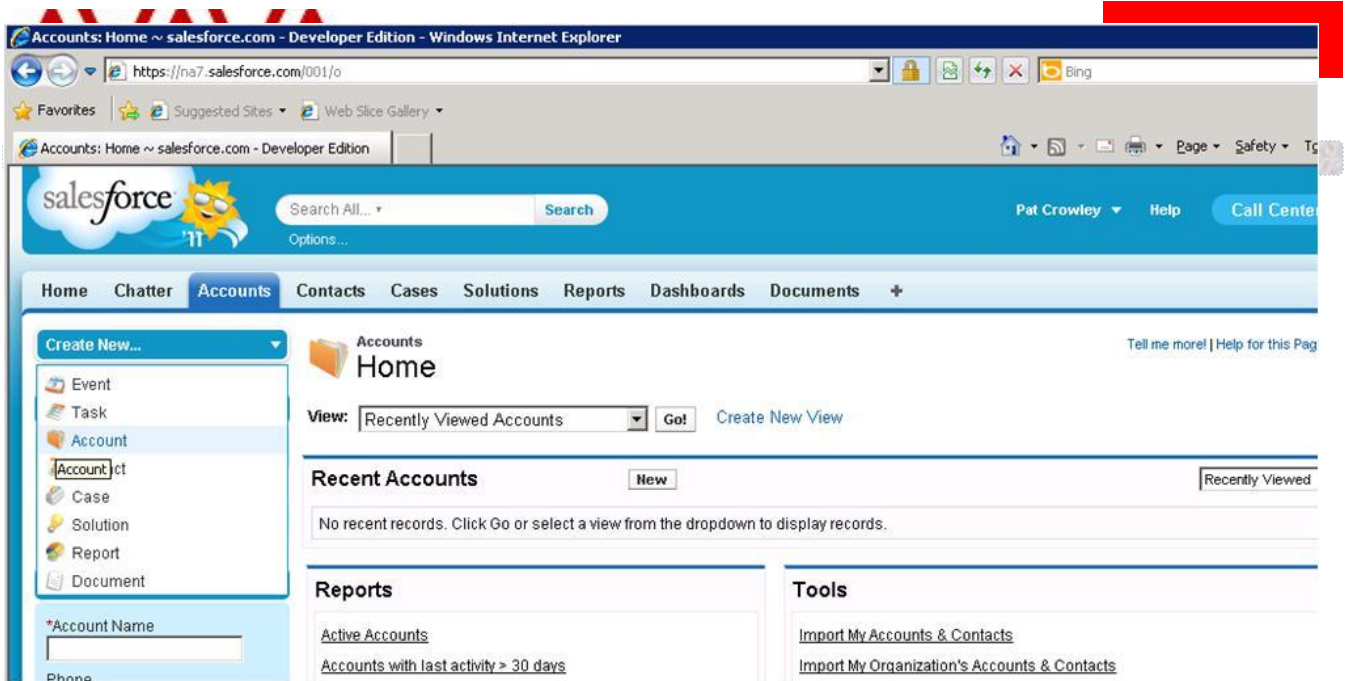 Accounts: Home ~ salesforce.com - Developer Edition - Windows Internet Explorer
https://na7.salesforce.com/001/o
Bing
Favorites Suggested Sites Web Slice Gallery
Accounts: Home ~ salesforce.com - Developer Edition
Page Safety
salesforce
'11
Search All...
Search
Options...
Pat Crowley Help Call Center
Home Chatter Accounts Contacts Cases Solutions Reports Dashboards Documents +
Create New...
Event
Task
Account
Account
Case
Solution
Report
Document
*Account Name
Phone
Accounts
Home
Tell me more! | Help for this Pag
View: Recently Viewed Accounts Go! Create New View
Recent Accounts New Recently Viewed
No recent records. Click Go or select a view from the dropdown to display records.
Reports
Active Accounts
Accounts with last activity > 30 days
Tools
Import My Accounts & Contacts
Import My Organization's Accounts & Contacts